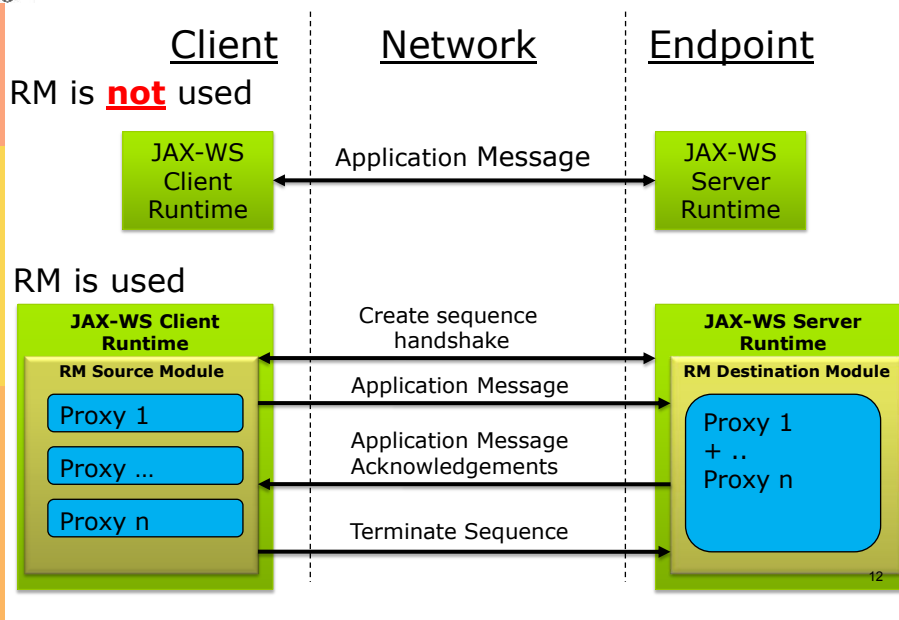 Client Network Endpoint
RM is not used
JAX-WS
Client
Runtime
Application Message
JAX-WS
Server
Runtime
RM is used
JAX-WS Client
Runtime
RM Source Module
Proxy 1
Proxy ...
Proxy n
Create sequence
handshake
Application Message
Application Message
Acknowledgements
Terminate Sequence
JAX-WS Server
Runtime
RM Destination Module
Proxy 1
+ ..
Proxy n
12